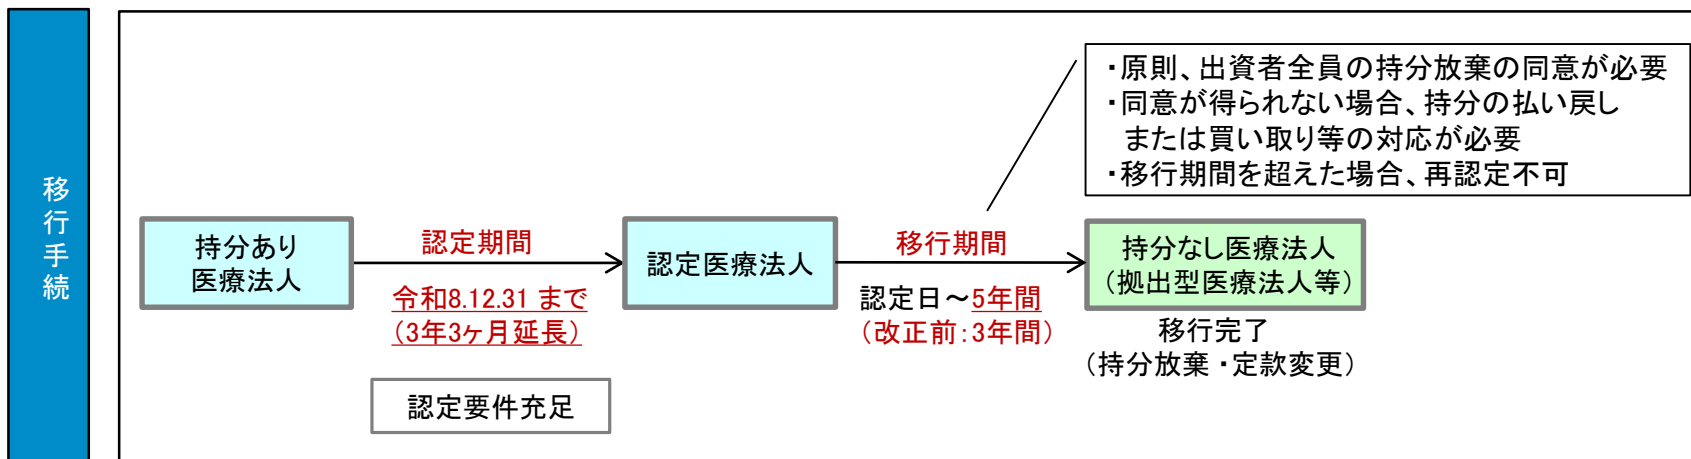 移行手続
・原則、出資者全員の持分放棄の同意が必要
・同意が得られない場合、持分の払い戻し
または買い取り等の対応が必要
・移行期間を超えた場合、再認定不可
持分あり
医療法人
認定期間
令和8.12.31 まで
（3年3ヶ月延長）
認定要件充足
認定医療法人
移行期間
認定日～5年間
（改正前：3年間）
持分なし医療法人
（拠出型医療法人等）
移行完了
（持分放棄・定款変更）